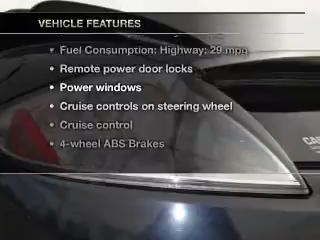 VEHICLE FEATURES
• Fuel Consumption: Highway: 29 mpg
• Remote power door locks
• Power windows
• Cruise controls on steering wheel
• Cruise control
• 4-wheel ABS Brakes